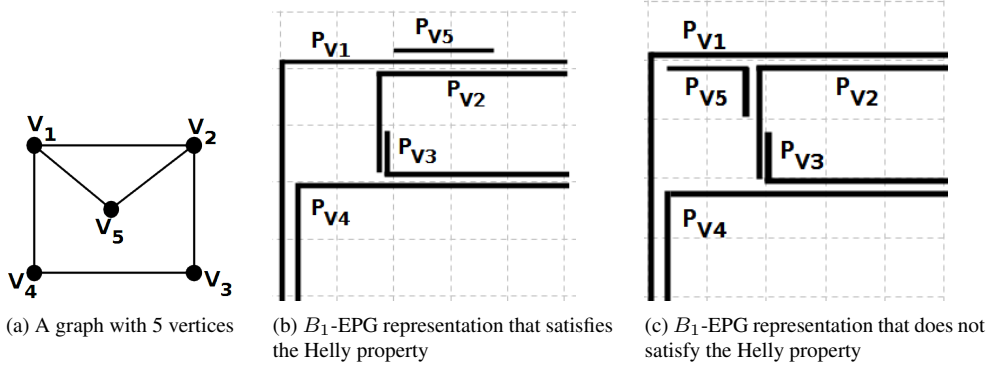 V1
V2
V5
V4
V3
(a) A graph with 5 vertices
PV1
PV5
PV2
PV3
PV4
(b) B1-EPG representation that satisfies
the Helly property
PV1
PV5
PV2
PV3
PV4
(c) B1-EPG representation that does not
satisfy the Helly property